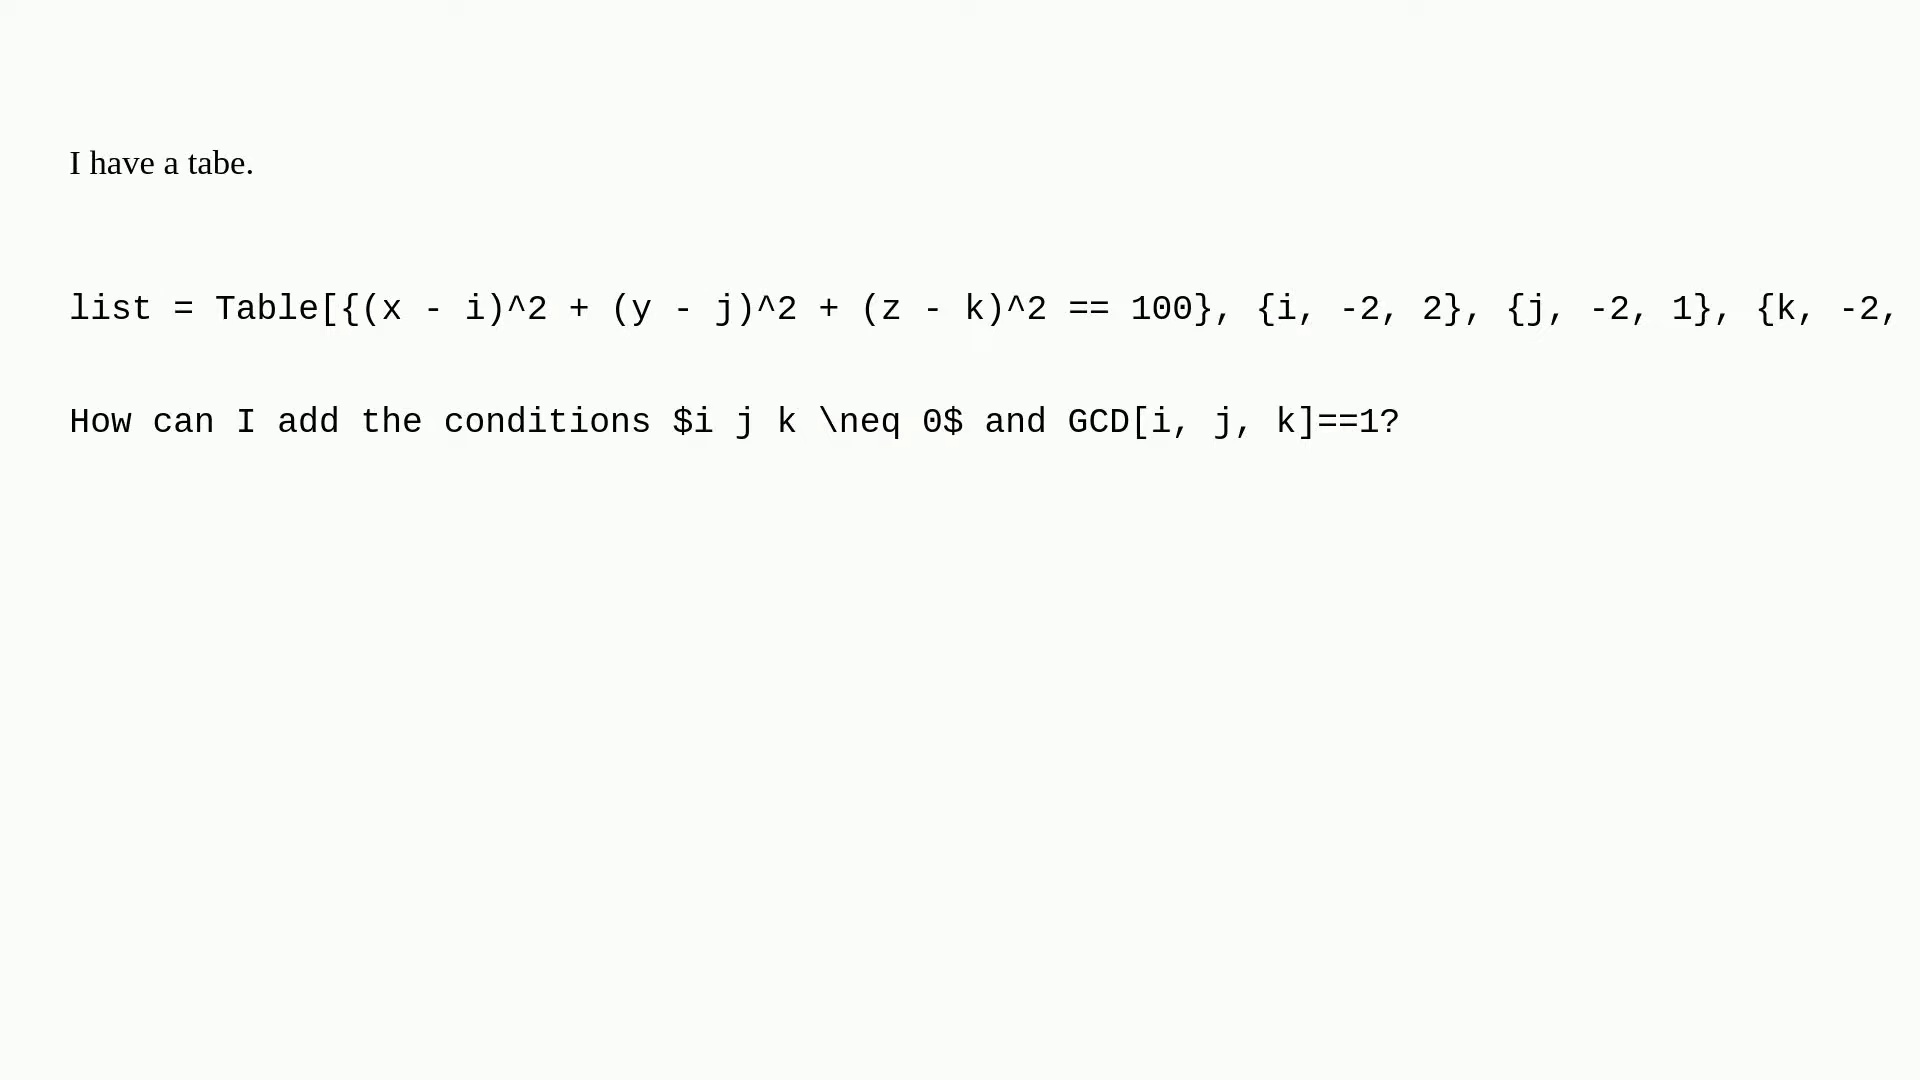 I have a tabe.
list = Table[{(x - i)^2 + (y - j)^2 + (z - k)^2 == 100}, {i, -2, 2}, {j, -2, 1}, {k, -2,
How can I add the conditions $i j k \neq 0$ and GCD[i, j, k]==1?